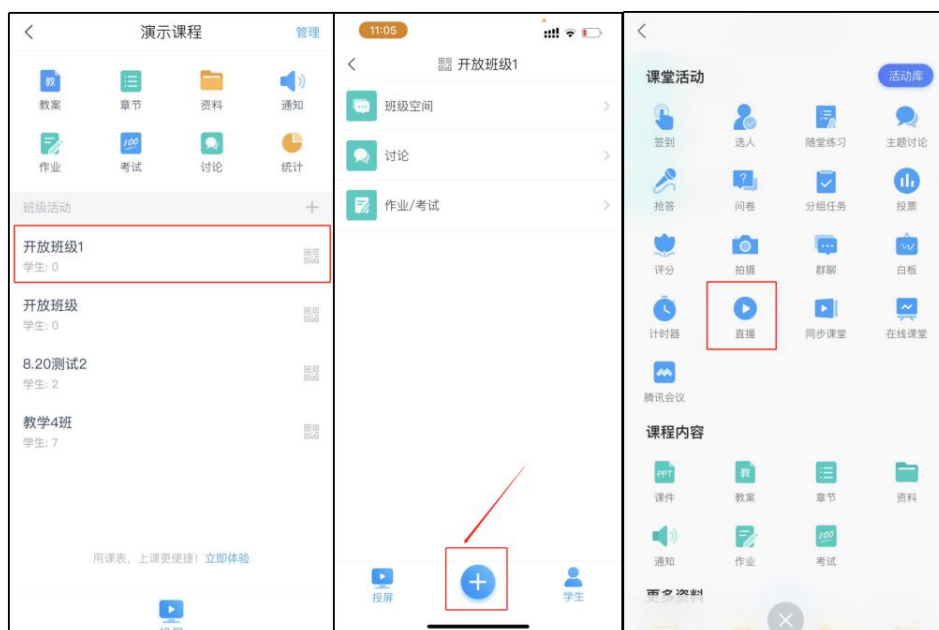 演示课程
管理
教
教案
章节
资料
通知
100
作业
考试
讨论
统计
班级活动
开放班级1
学生: 0
开放班级
学生: 0
8.20测试2
学生: 2
教学4班
学生: 7
用课表，上课更便捷！立即体验
11:05
开放班级1
班级空间
讨论
作业/考试
投屏
学生
课堂活动
活动库
签到
选人
随堂练习
主题讨论
抢答
问卷
分组任务
投票
评分
拍摄
群聊
白板
计时器
直播
同步课堂
在线课堂
腾讯会议
课程内容
PPT
教
课件
教案
章节
资料
100
通知
作业
考试
更多资料